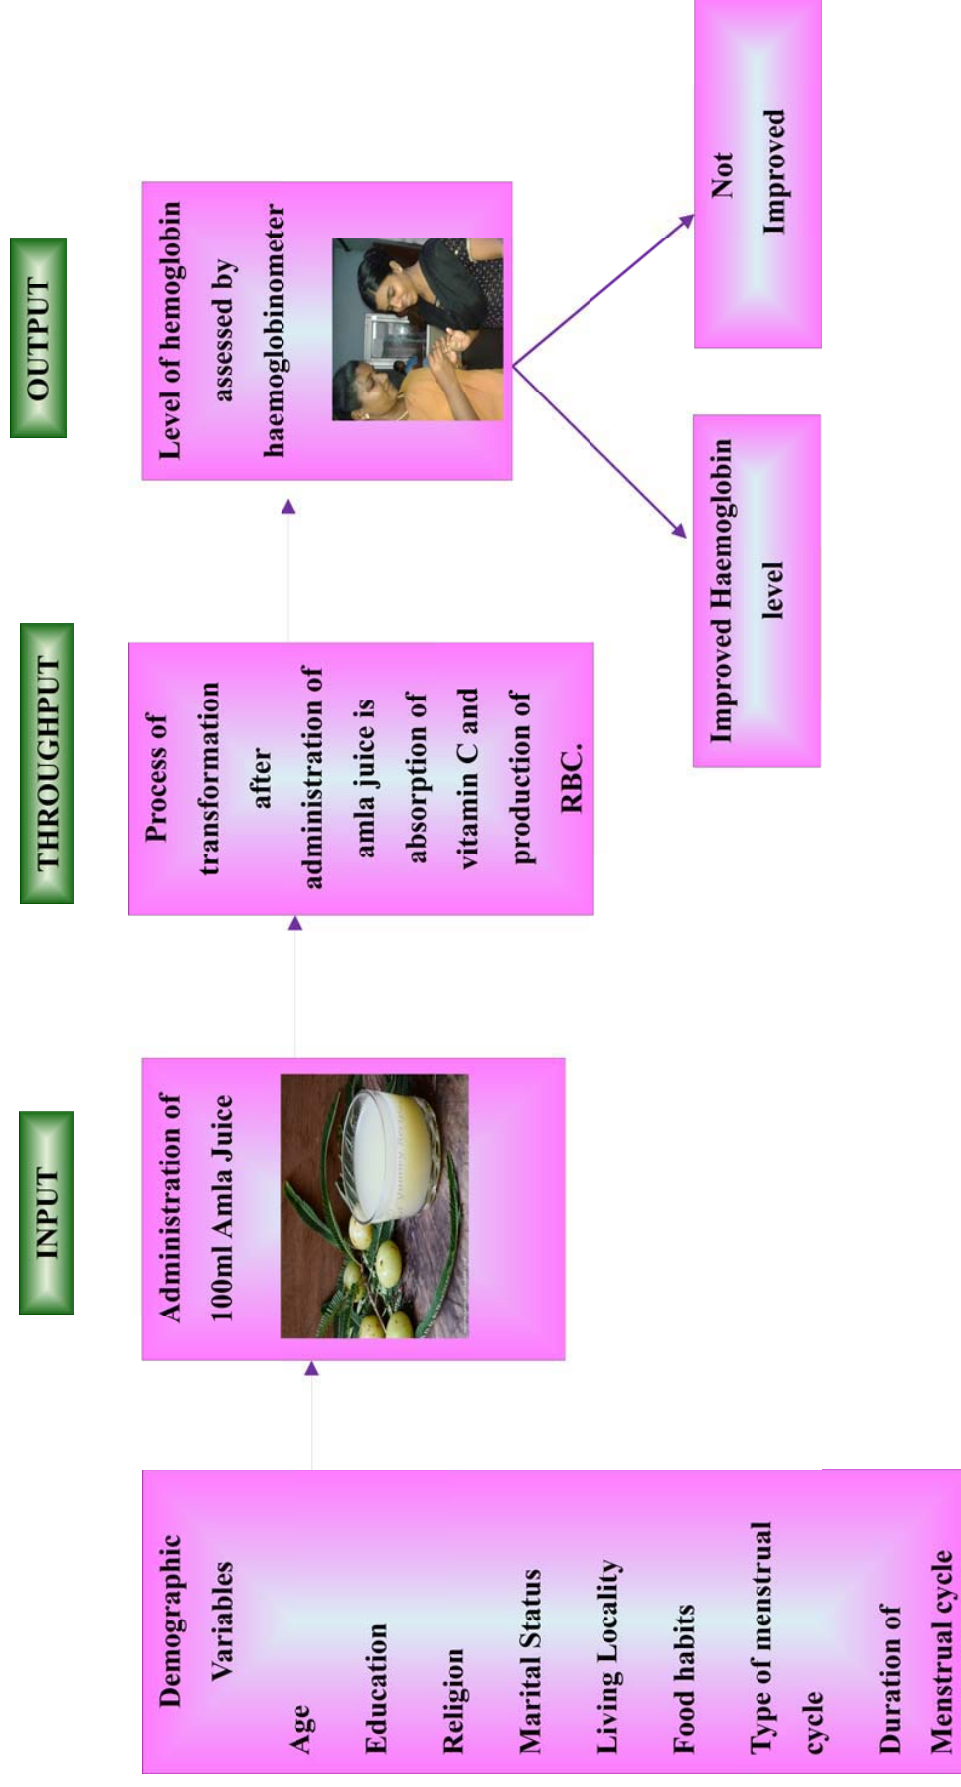 INPUT
THROUGHPUT
OUTPUT
Demographic
Variables
Age
Education
Religion
Marital Status
Living Locality
Food habits
Type of menstrual
cycle
Duration of
Menstrual cycle
Administration of
100ml Amla Juice
Process of
transformation
after
administration of
amla juice is
absorption of
vitamin C and
production of
RBC.
Level of hemoglobin
assessed by
haemoglobinometer
Improved Haemoglobin
level
Not
Improved